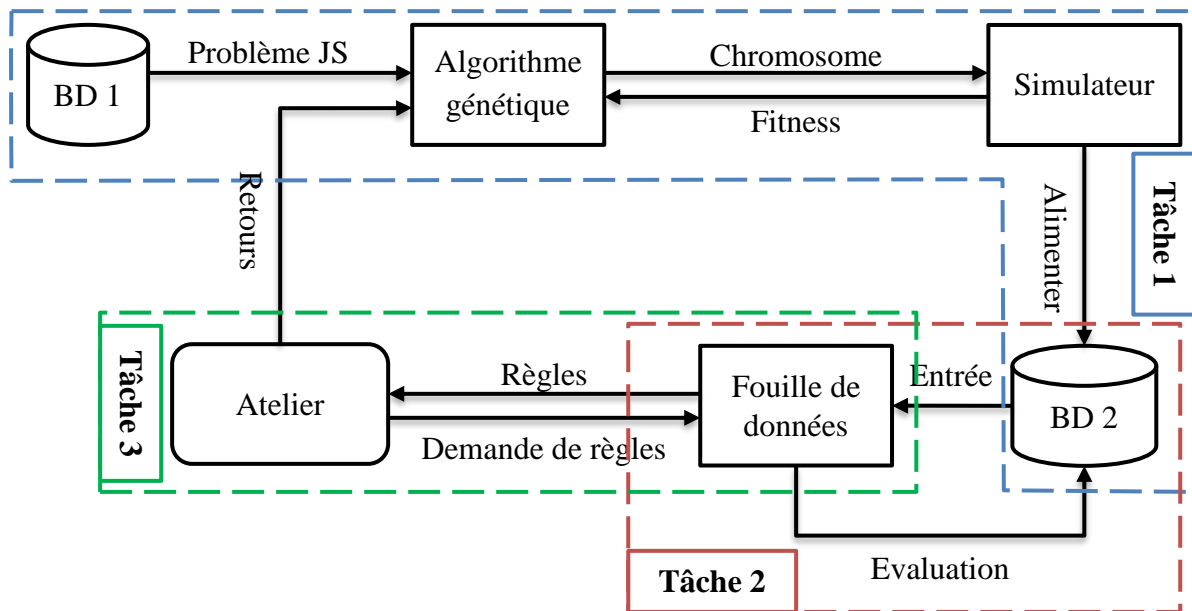 Problème JS
BD 1
Algorithme
génétique
Chromosome
Fitness
Simulateur
Retours
Alimenter
Tâche 1
Tâche 3
Atelier
Règles
Demande de règles
Fouille de
données
Entrée
BD 2
Evaluation
Tâche 2